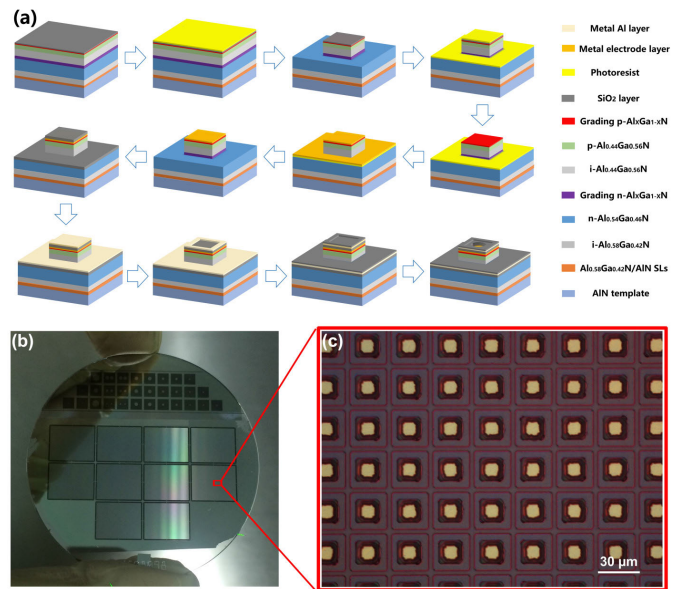 (a)
Metal Al layer
Metal electrode layer
Photoresist
SiO₂ layer
Grading p-AlxGa1-xN
p-Al0.44Ga0.56N
i-Al0.44Ga0.56N
Grading n-AlxGa1-xN
n-Al0.54Ga0.46N
i-Al0.58Ga0.42N
Al0.58Ga0.42N/AlN SLs
AlN template
(b)
(c)
30 μm